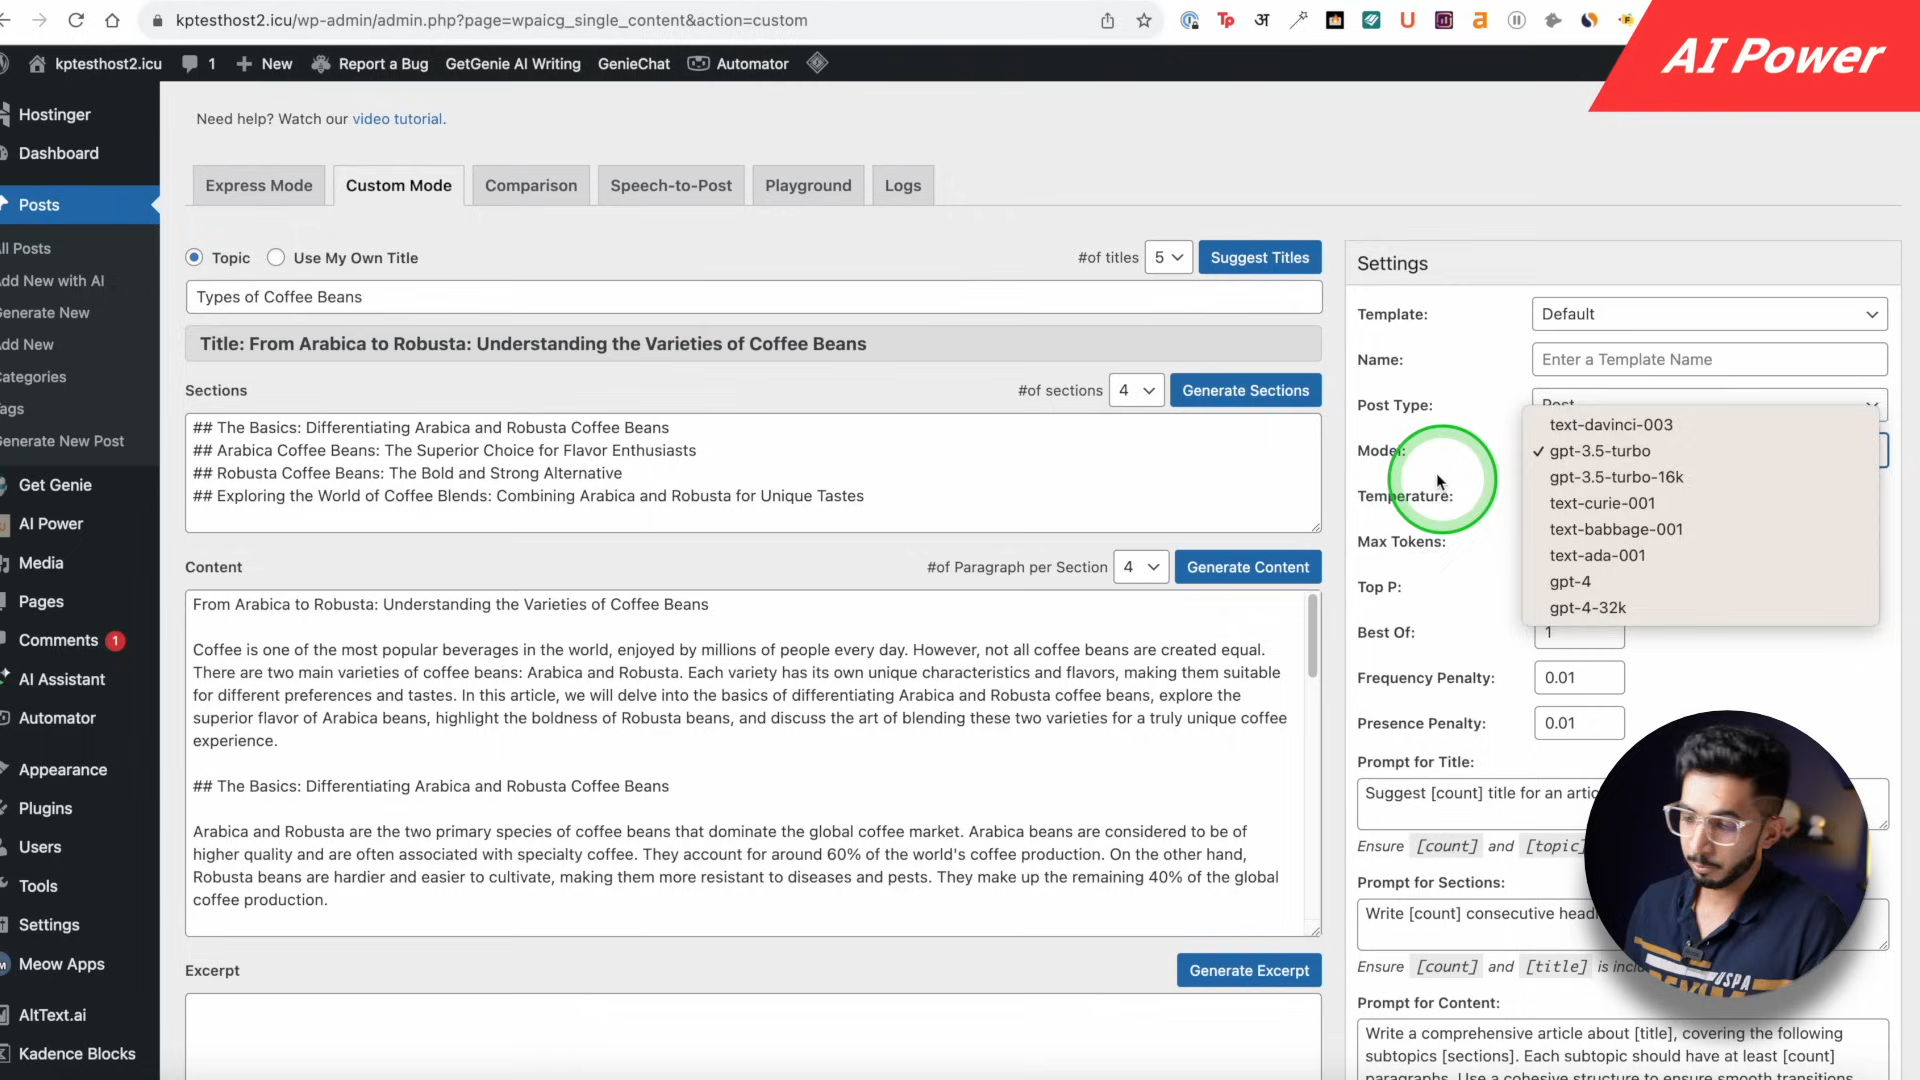 kptesthost2.icu/wp-admin/admin.php?page=wpaicg_single_content&action=custom
AI Power
kptesthost2.icu
1
New
Report a Bug
GetGenie AI Writing
GenieChat
Automator
Hostinger
Dashboard
Posts
ll Posts
dd New with AI
enerate New
dd New
ategories
ags
enerate New Post
Get Genie
AI Power
Media
Pages
Comments 1
AI Assistant
Automator
Appearance
Plugins
Users
Tools
Settings
Meow Apps
AltText.ai
Kadence Blocks
Need help? Watch our video tutorial.
Express Mode
Custom Mode
Comparison
Speech-to-Post
Playground
Logs
Topic
Use My Own Title
#of titles 5
Suggest Titles
Types of Coffee Beans
Title: From Arabica to Robusta: Understanding the Varieties of Coffee Beans
Sections
#of sections 4
Generate Sections
## The Basics: Differentiating Arabica and Robusta Coffee Beans
## Arabica Coffee Beans: The Superior Choice for Flavor Enthusiasts
## Robusta Coffee Beans: The Bold and Strong Alternative
## Exploring the World of Coffee Blends: Combining Arabica and Robusta for Unique Tastes
Content
#of Paragraph per Section 4
Generate Content
From Arabica to Robusta: Understanding the Varieties of Coffee Beans
Coffee is one of the most popular beverages in the world, enjoyed by millions of people every day. However, not all coffee beans are created equal.
There are two main varieties of coffee beans: Arabica and Robusta. Each variety has its own unique characteristics and flavors, making them suitable
for different preferences and tastes. In this article, we will delve into the basics of differentiating Arabica and Robusta coffee beans, explore the
superior flavor of Arabica beans, highlight the boldness of Robusta beans, and discuss the art of blending these two varieties for a truly unique coffee
experience.
## The Basics: Differentiating Arabica and Robusta Coffee Beans
Arabica and Robusta are the two primary species of coffee beans that dominate the global coffee market. Arabica beans are considered to be of
higher quality and are often associated with specialty coffee. They account for around 60% of the world's coffee production. On the other hand,
Robusta beans are hardier and easier to cultivate, making them more resistant to diseases and pests. They make up the remaining 40% of the global
coffee production.
Excerpt
Generate Excerpt
Settings
Template:
Default
Name:
Enter a Template Name
Post Type:
Post
Model:
text-davinci-003
✓ gpt-3.5-turbo
gpt-3.5-turbo-16k
text-curie-001
text-babbage-001
text-ada-001
gpt-4
gpt-4-32k
Temperature:
Max Tokens:
Top P:
Best Of:
1
Frequency Penalty:
0.01
Presence Penalty:
0.01
Prompt for Title:
Suggest [count] title for an artic
Ensure [count] and [topic]
Prompt for Sections:
Write [count] consecutive head
Ensure [count] and [title] is incl
USPA
Prompt for Content:
Write a comprehensive article about [title], covering the following
subtopics [sections]. Each subtopic should have at least [count]
paragraphs. Use a cohesive structure to ensure smooth transitions